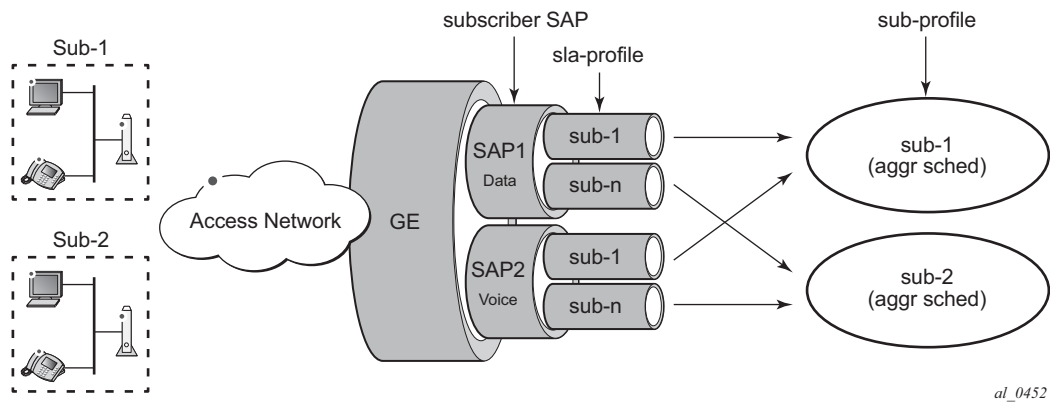 subscriber SAP
sub-profile
Sub-1
sla-profile
sub-1
SAP1
Data
sub-n
sub-1
(aggr sched)
Access Network
GE
Sub-2
SAP2
Voice
sub-1
sub-n
sub-2
(aggr sched)
al_0452